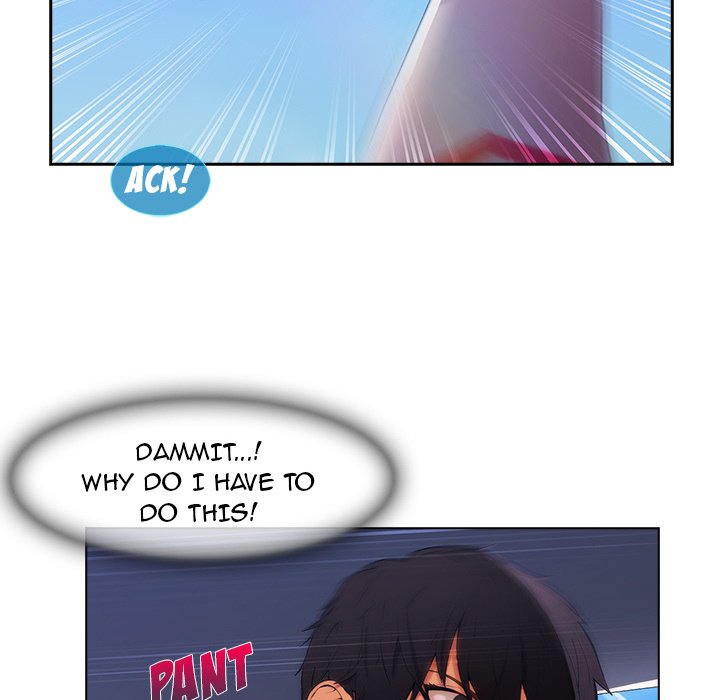 ACK!
DAMMIT...!
WHY DO I HAVE TO
DO THIS!
PANT